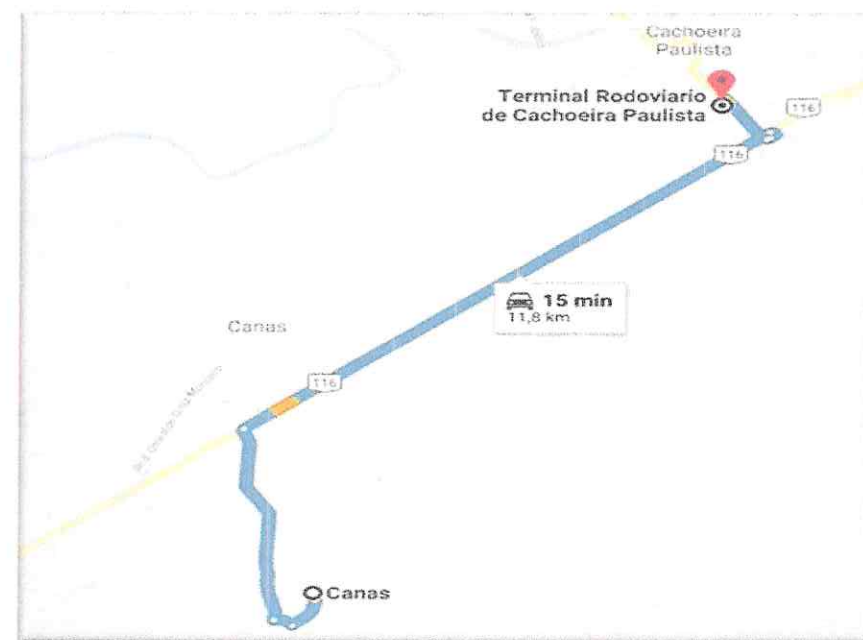 Cachoeira
Paulista
Terminal Rodoviario
de Cachoeira Paulista
116
116
15 min
11,8 km
Canas
116
Canas